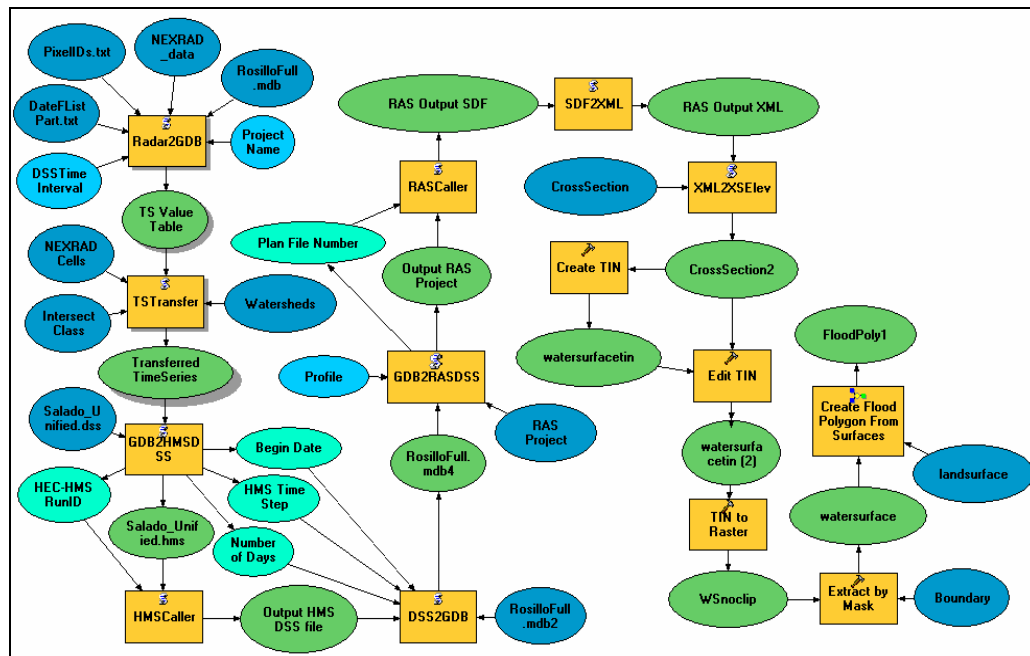 PixelIDs.txt
NEXRAD
_data
RosilloFull
.mdb
DateFList
Part.txt
Radar2GDB
Project
Name
DSSTime
Interval
TS Value
Table
NEXRAD
Cells
TSTransfer
Watersheds
Intersect
Class
Transferred
TimeSeries
Salado_U
nified.dss
GDB2HMSD
SS
Begin Date
HEC-HMS
RunID
HMS Time
Step
Salado_Unif
ied.hms
Number
of Days
HMSCaller
Output HMS
DSS file
DSS2GDB
RosilloFull
.mdb2
RosilloFull.
mdb4
Profile
GDB2RASDSS
RAS
Project
Plan File Number
Output RAS
Project
RASCaller
RAS Output SDF
SDF2XML
RAS Output XML
CrossSection
XML2XSElev
Create TIN
CrossSection2
watersurfacetin
Edit TIN
watersurfa
cetin (2)
TIN to
Raster
WSnoclip
Extract by
Mask
Boundary
watersurface
landsurface
Create Flood
Polygon From
Surfaces
FloodPoly1